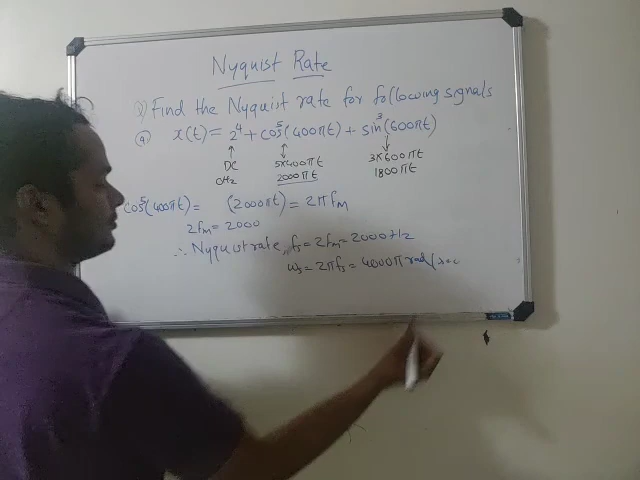 Nyquist Rate
1) Find the Nyquist rate for following signals
(a) x(t) = 2^4 + cos^5(400πt) + sin^3(600πt)
↑ ↕ ↓
DC 5×400πt 3×600πt
0Hz 2000πt 1800πt
cos^5(400πt) = (2000πt) = 2πfM
2fM = 2000
∴ Nyquist rate, fs = 2fM = 2000Hz
ωs = 2πfs = 4000π rad/sec